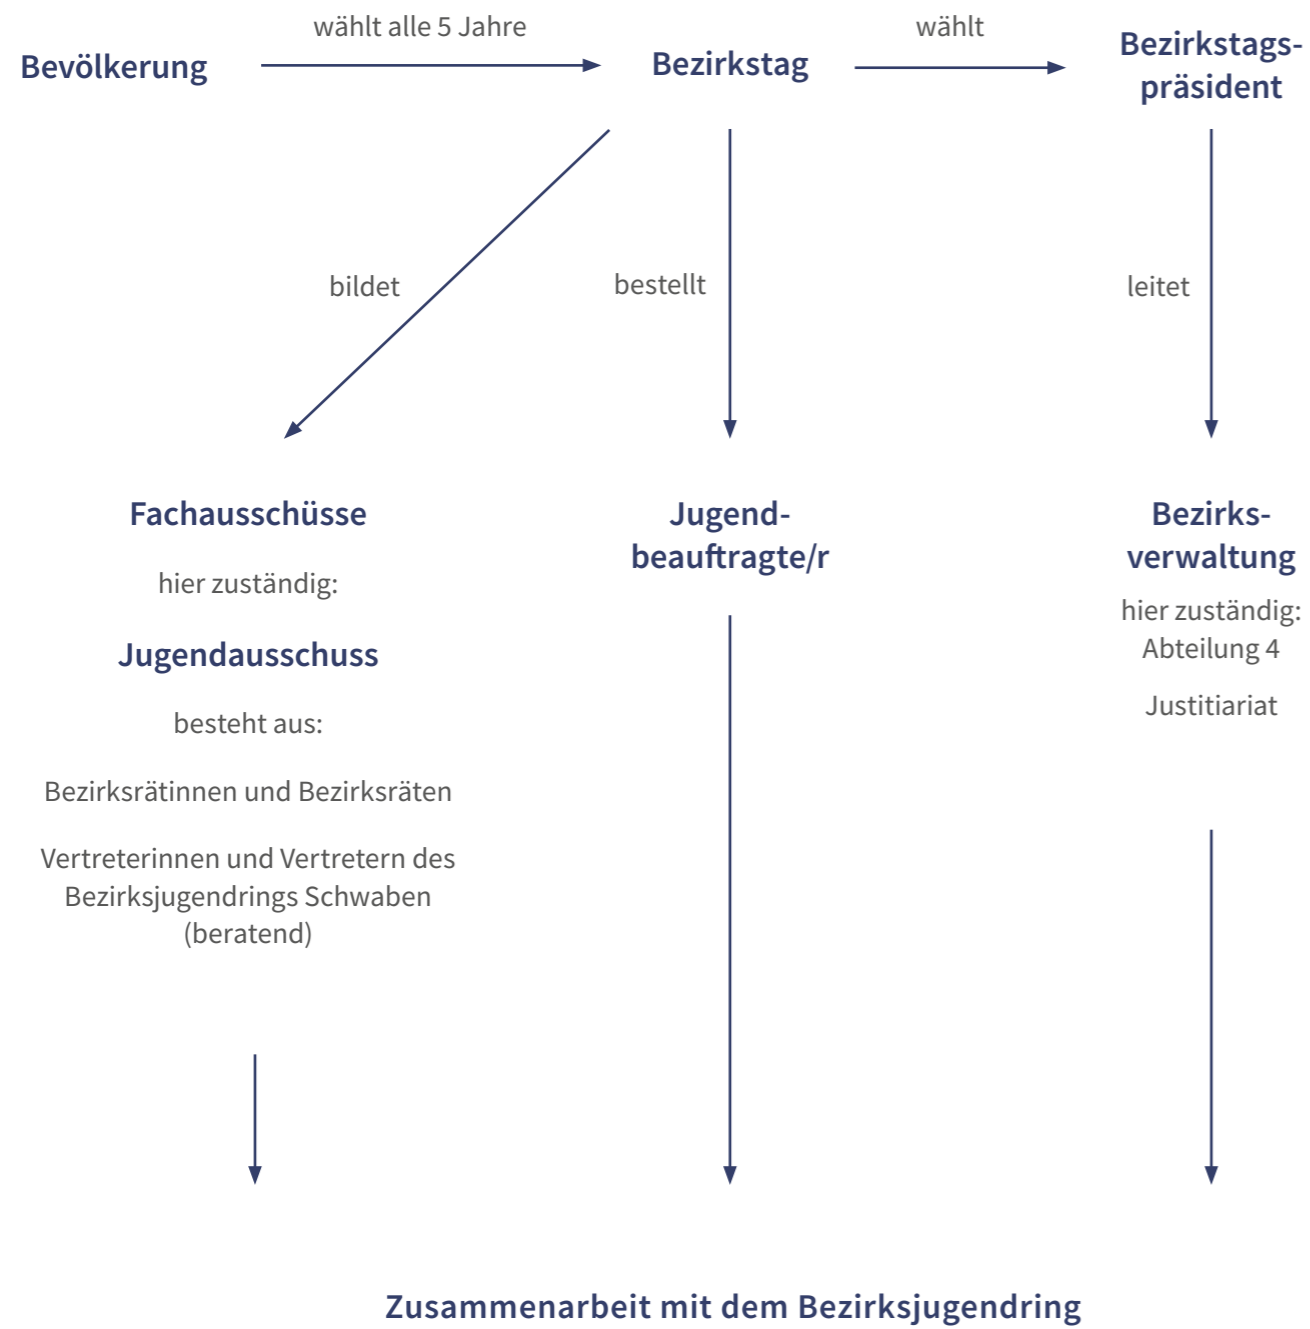 wählt alle 5 Jahre
wählt
Bevölkerung
Bezirkstag
Bezirkstags-
präsident
bildet
bestellt
leitet
Fachausschüsse
hier zuständig:
Jugendausschuss
besteht aus:
Bezirksrätinnen und Bezirksräten
Vertreterinnen und Vertretern des
Bezirksjugendrings Schwaben
(beratend)
Jugend-
beauftragte/r
Bezirks-
verwaltung
hier zuständig:
Abteilung 4
Justitiariat
Zusammenarbeit mit dem Bezirksjugendring